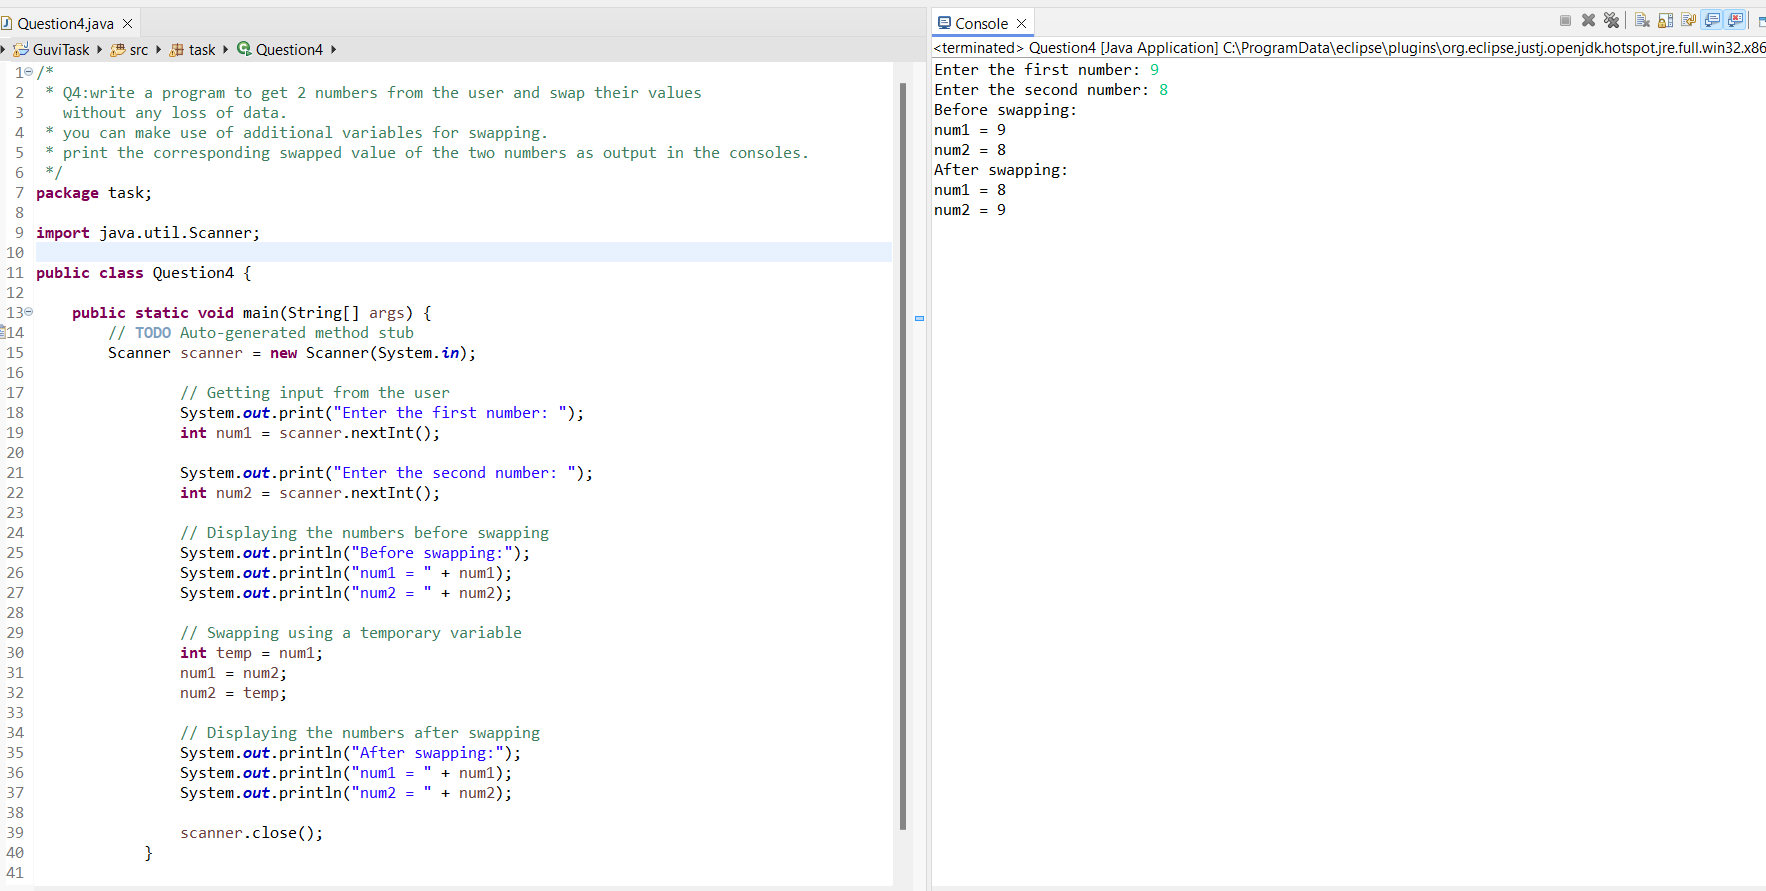 Question4.java
GuviTask src task Question4
1 /*
2  * Q4:write a program to get 2 numbers from the user and swap their values
3    without any loss of data.
4  * you can make use of additional variables for swapping.
5  * print the corresponding swapped value of the two numbers as output in the consoles.
6  */
7 package task;
8
9 import java.util.Scanner;
10
11 public class Question4 {
12
13     public static void main(String[] args) {
14         // TODO Auto-generated method stub
15         Scanner scanner = new Scanner(System.in);
16
17                 // Getting input from the user
18                 System.out.print("Enter the first number: ");
19                 int num1 = scanner.nextInt();
20
21                 System.out.print("Enter the second number: ");
22                 int num2 = scanner.nextInt();
23
24                 // Displaying the numbers before swapping
25                 System.out.println("Before swapping:");
26                 System.out.println("num1 = " + num1);
27                 System.out.println("num2 = " + num2);
28
29                 // Swapping using a temporary variable
30                 int temp = num1;
31                 num1 = num2;
32                 num2 = temp;
33
34                 // Displaying the numbers after swapping
35                 System.out.println("After swapping:");
36                 System.out.println("num1 = " + num1);
37                 System.out.println("num2 = " + num2);
38
39                 scanner.close();
40             }
41
Console
<terminated> Question4 [Java Application] C:\ProgramData\eclipse\plugins\org.eclipse.justj.openjdk.hotspot.jre.full.win32.x86
Enter the first number: 9
Enter the second number: 8
Before swapping:
num1 = 9
num2 = 8
After swapping:
num1 = 8
num2 = 9